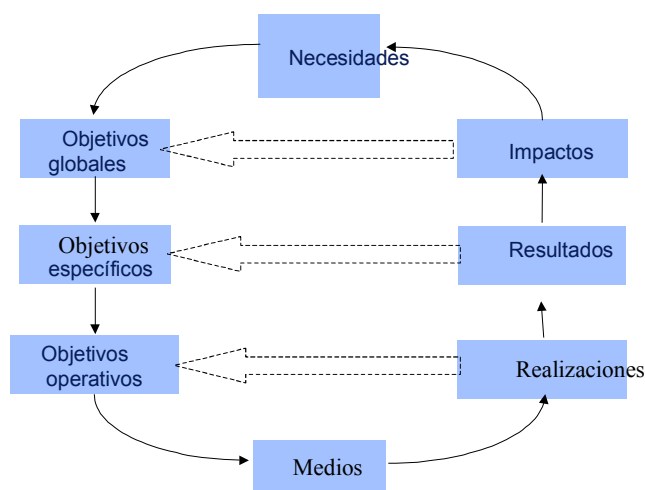 Necesidades
Objetivos
globales
Impactos
Objetivos
específicos
Resultados
Objetivos
operativos
Realizaciones
Medios